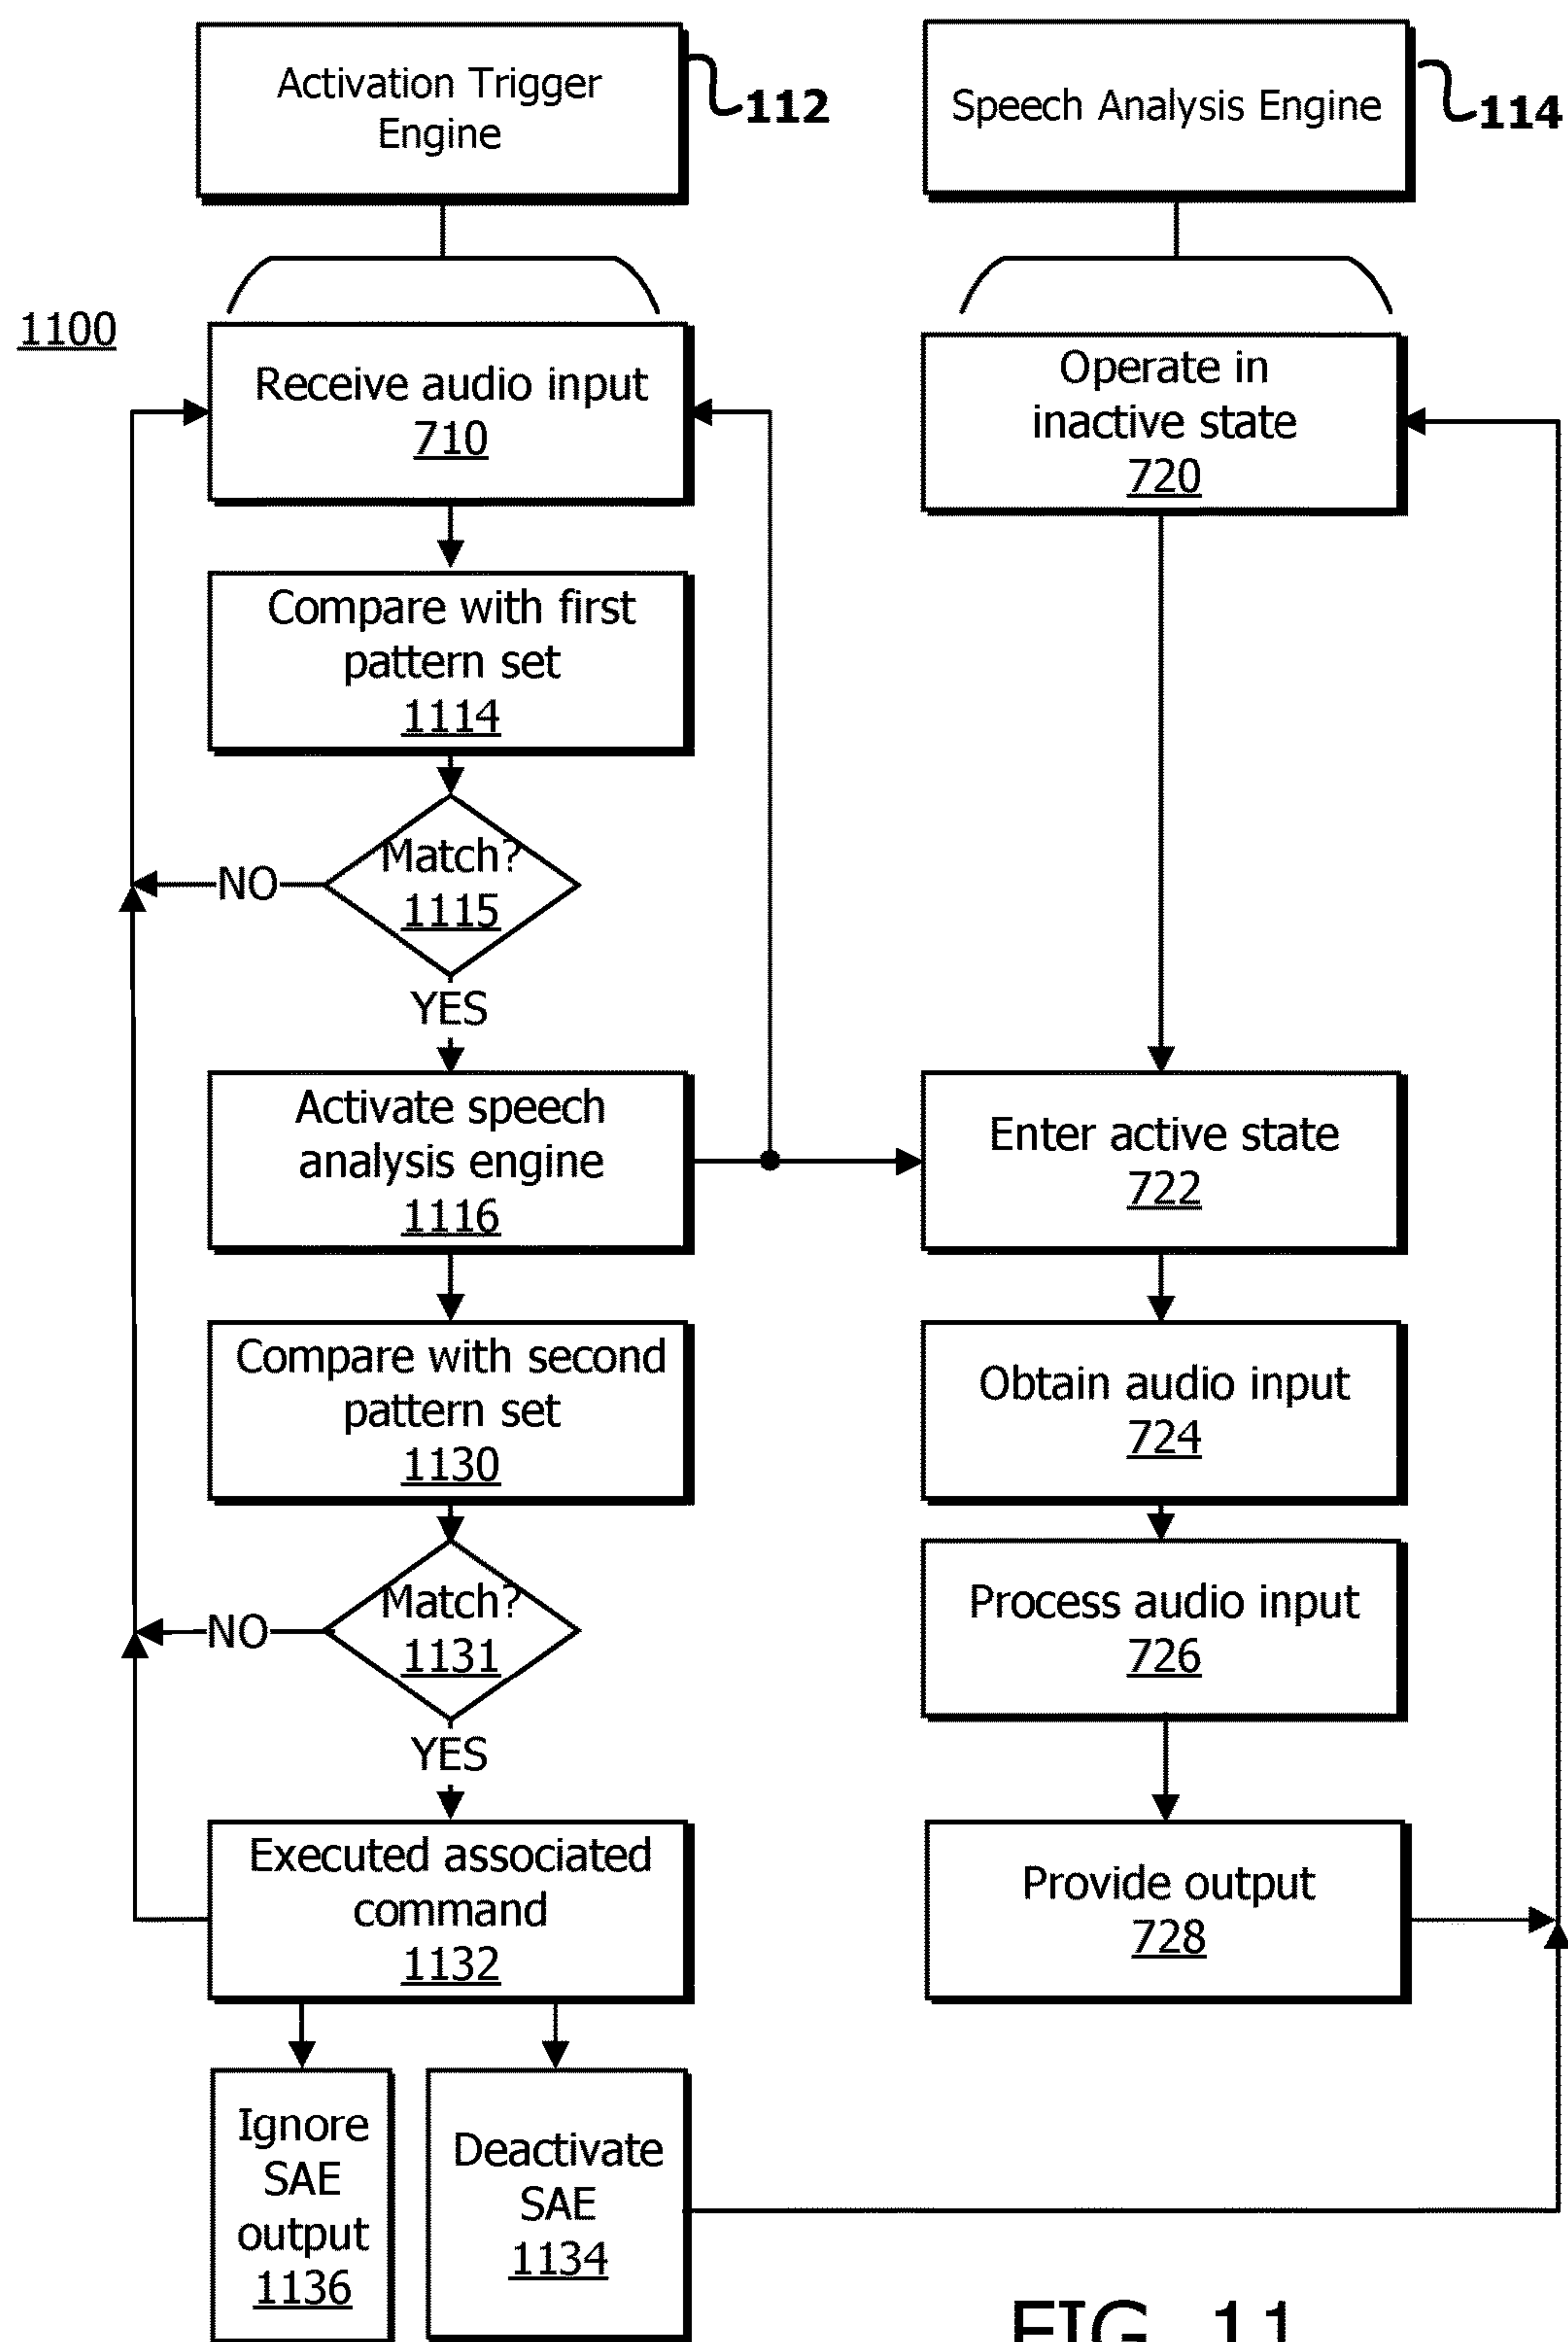 Activation Trigger
Engine
112
Speech Analysis Engine
114
1100
Receive audio input
710
Compare with first
pattern set
1114
Match?
1115
NO
YES
Activate speech
analysis engine
1116
Compare with second
pattern set
1130
Match?
1131
NO
YES
Executed associated
command
1132
Ignore
SAE
output
1136
Deactivate
SAE
1134
Operate in
inactive state
720
Enter active state
722
Obtain audio input
724
Process audio input
726
Provide output
728
FIG. 11